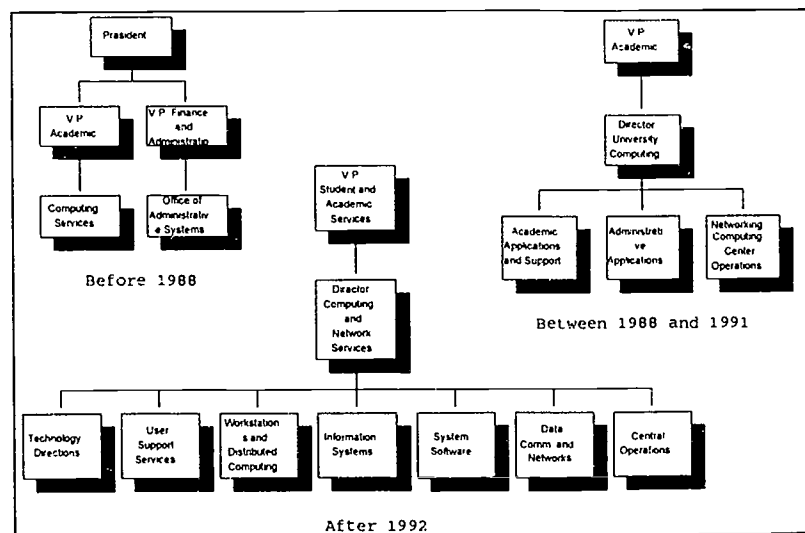 Prasident
V P
Academic
V P Finance
and
Administratio
Computing
Services
Office of
Administrativ
e Systems
Before 1988
V P
Academic
Director
University
Computing
Academic
Applications
and Support
Administrati
ve
Applications
Networking
Computing
Center
Operations
Between 1988 and 1991
V P
Student and
Academic
Services
Director
Computing
and
Network
Services
Technology
Directions
User
Support
Services
Workstation
s and
Distributed
Computing
Information
Systems
System
Software
Data
Comm and
Networks
Central
Operations
After 1992